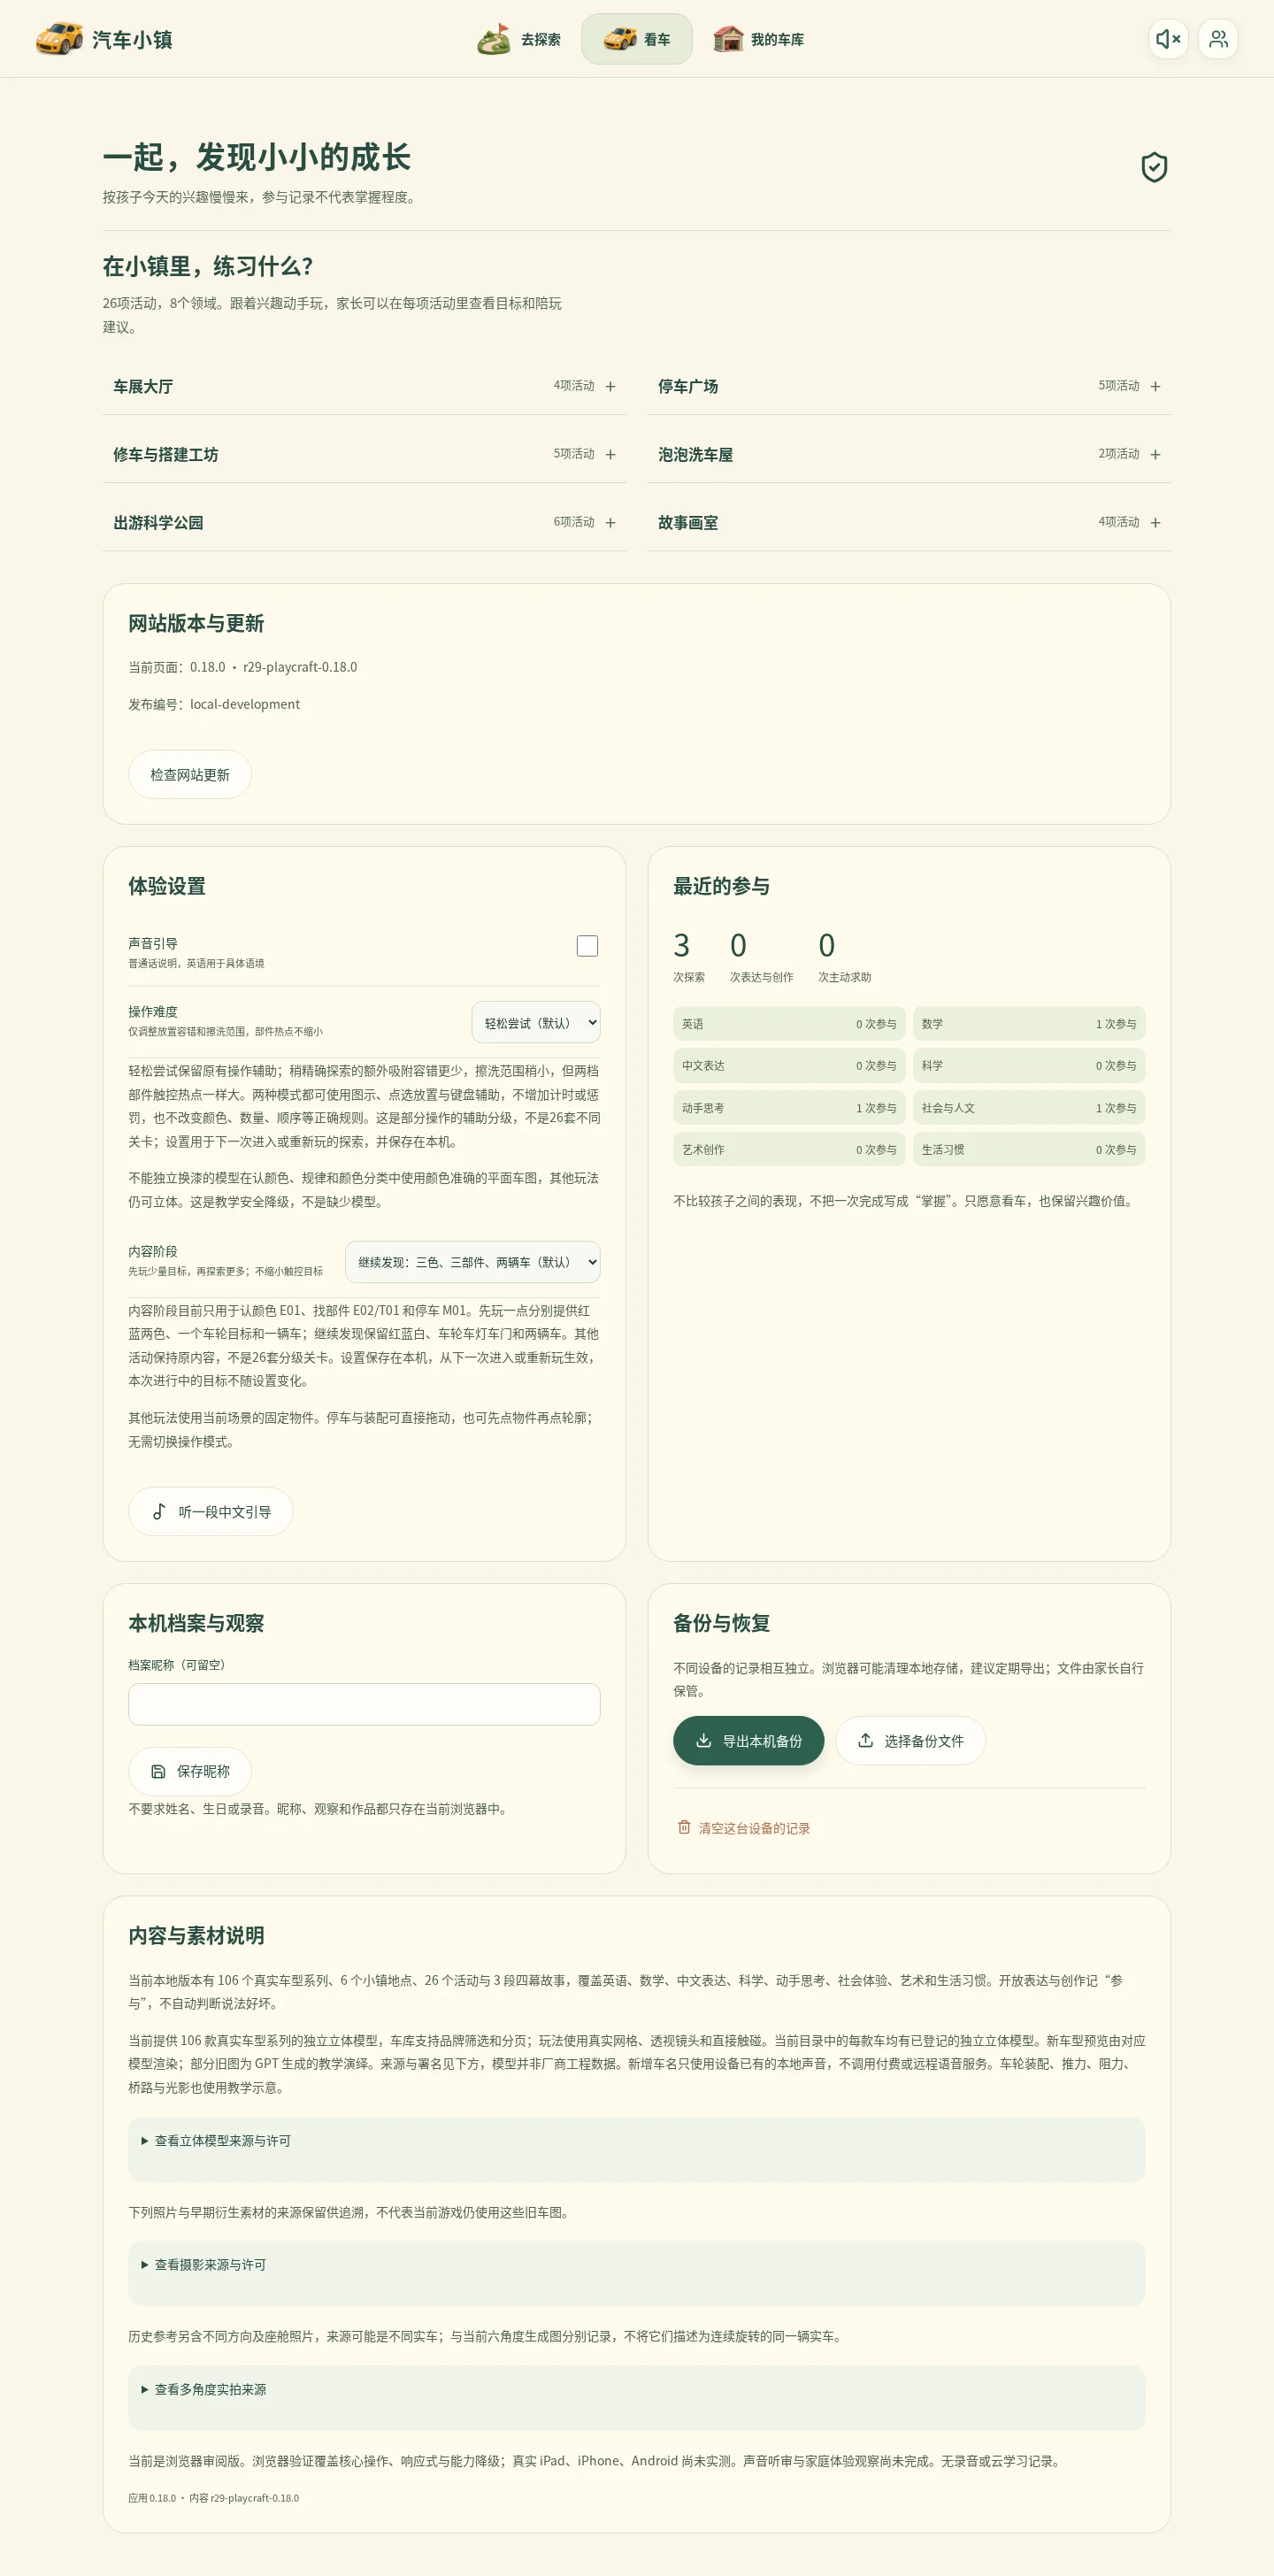 汽车小镇
去探索
看车
我的车库
一起，发现小小的成长
按孩子今天的兴趣慢慢来，参与记录不代表掌握程度。
在小镇里，练习什么？
26项活动，8个领域。跟着兴趣动手玩，家长可以在每项活动里查看目标和陪玩
建议。
车展大厅
4项活动 +
停车广场
5项活动 +
修车与搭建工坊
5项活动 +
泡泡洗车屋
2项活动 +
出游科学公园
6项活动 +
故事画室
4项活动 +
网站版本与更新
当前页面：0.18.0 · r29-playcraft-0.18.0
发布编号：local-development
检查网站更新
体验设置
声音引导
普通话说明，英语用于具体语境
操作难度
仅调整放置容错和擦洗范围，部件热点不缩小
轻松尝试（默认）
轻松尝试保留原有操作辅助；稍精确探索的额外吸附容错更少，擦洗范围稍小，但两档
部件触控热点一样大。两种模式都可使用图示、点选放置与键盘辅助，不增加计时或惩
罚，也不改变颜色、数量、顺序等正确规则。这是部分操作的辅助分级，不是26套不同
关卡；设置用于下一次进入或重新玩的探索，并保存在本机。
不能独立换漆的模型在认颜色、规律和颜色分类中使用颜色准确的平面车图，其他玩法
仍可立体。这是教学安全降级，不是缺少模型。
内容阶段
先玩少量目标，再探索更多；不缩小触控目标
继续发现：三色、三部件、两辆车（默认）
内容阶段目前只用于认颜色 E01、找部件 E02/T01 和停车 M01。先玩一点分别提供红
蓝两色、一个车轮目标和一辆车；继续发现保留红蓝白、车轮车灯车门和两辆车。其他
活动保持原内容，不是26套分级关卡。设置保存在本机，从下一次进入或重新玩生效，
本次进行中的目标不随设置变化。
其他玩法使用当前场景的固定物件。停车与装配可直接拖动，也可先点物件再点轮廓；
无需切换操作模式。
听一段中文引导
最近的参与
3
次探索
0
次表达与创作
0
次主动求助
英语 0 次参与
数学 1 次参与
中文表达 0 次参与
科学 0 次参与
动手思考 1 次参与
社会与人文 1 次参与
艺术创作 0 次参与
生活习惯 0 次参与
不比较孩子之间的表现，不把一次完成写成“掌握”。只愿意看车，也保留兴趣价值。
本机档案与观察
档案昵称（可留空）
保存昵称
不要求姓名、生日或录音。昵称、观察和作品都只存在当前浏览器中。
备份与恢复
不同设备的记录相互独立。浏览器可能清理本地存储，建议定期导出；文件由家长自行
保管。
导出本机备份
选择备份文件
清空这台设备的记录
内容与素材说明
当前本地版本有 106 个真实车型系列、6 个小镇地点、26 个活动与 3 段四幕故事，覆盖英语、数学、中文表达、科学、动手思考、社会体验、艺术和生活习惯。开放表达与创作记“参
与”，不自动判断说法好坏。
当前提供 106 款真实车型系列的独立立体模型，车库支持品牌筛选和分页；玩法使用真实网格、透视镜头和直接触碰。当前目录中的每款车均有已登记的独立立体模型。新车型预览由对应
模型渲染；部分旧图为 GPT 生成的教学演绎。来源与署名见下方，模型并非厂商工程数据。新增车名只使用设备已有的本地声音，不调用付费或远程语音服务。车轮装配、推力、阻力、
桥路与光影也使用教学示意。
查看立体模型来源与许可
下列照片与早期衍生素材的来源保留供追溯，不代表当前游戏仍使用这些旧车图。
查看摄影来源与许可
历史参考另含不同方向及座舱照片，来源可能是不同实车；与当前六角度生成图分别记录，不将它们描述为连续旋转的同一辆实车。
查看多角度实拍来源
当前是浏览器审阅版。浏览器验证覆盖核心操作、响应式与能力降级；真实 iPad、iPhone、Android 尚未实测。声音听审与家庭体验观察尚未完成。无录音或云学习记录。
应用 0.18.0 · 内容 r29-playcraft-0.18.0